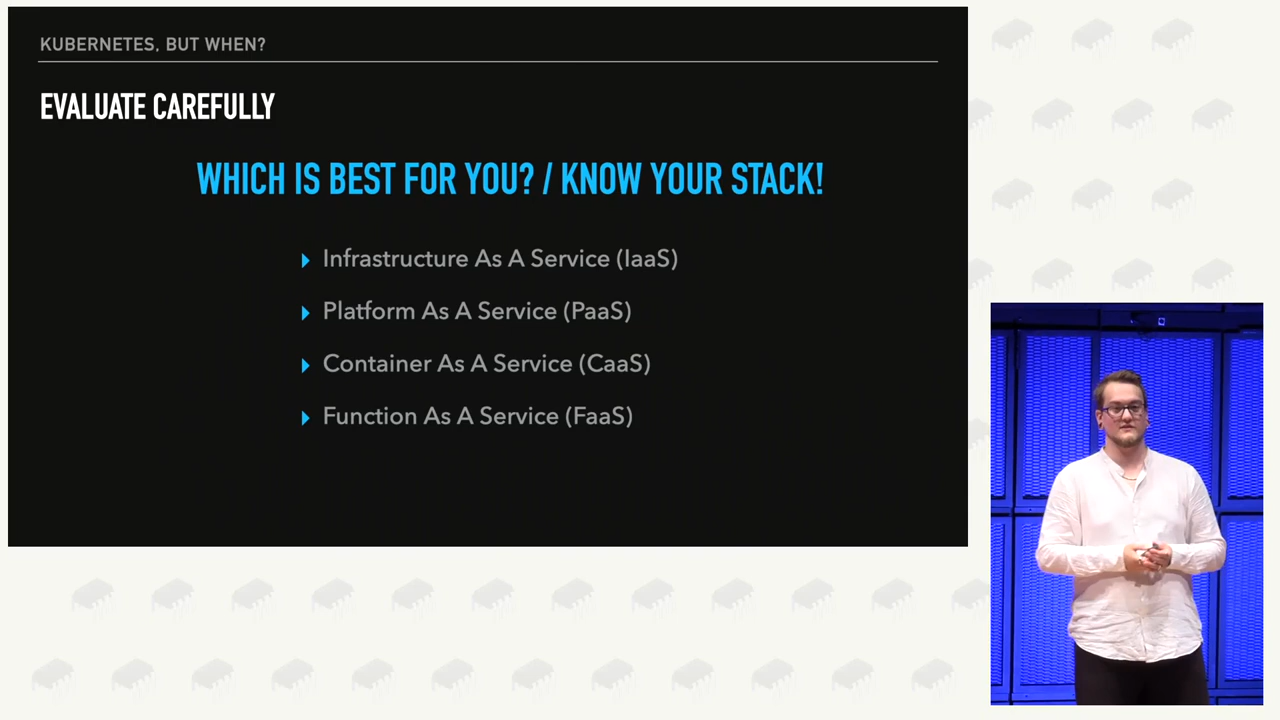 KUBERNETES, BUT WHEN?
EVALUATE CAREFULLY
WHICH IS BEST FOR YOU? / KNOW YOUR STACK!
Infrastructure As A Service (IaaS)
Platform As A Service (PaaS)
Container As A Service (CaaS)
Function As A Service (FaaS)